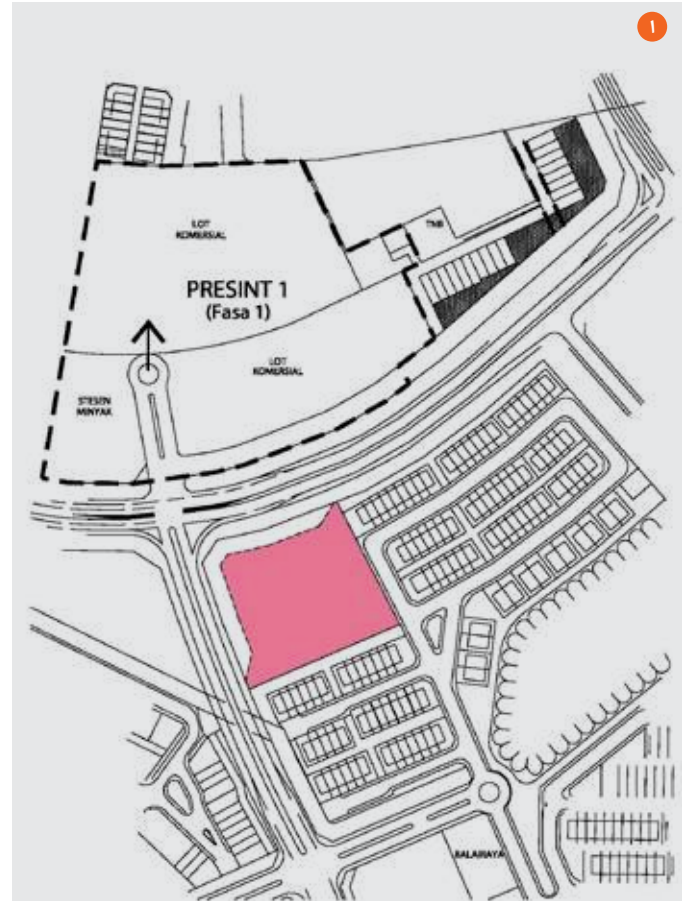 1
LOT
KOMERSIAL
TNB
PRESINT 1
(Fasa 1)
LOT
KOMERSIAL
STESEN
MINYAK
BALAIRAYA